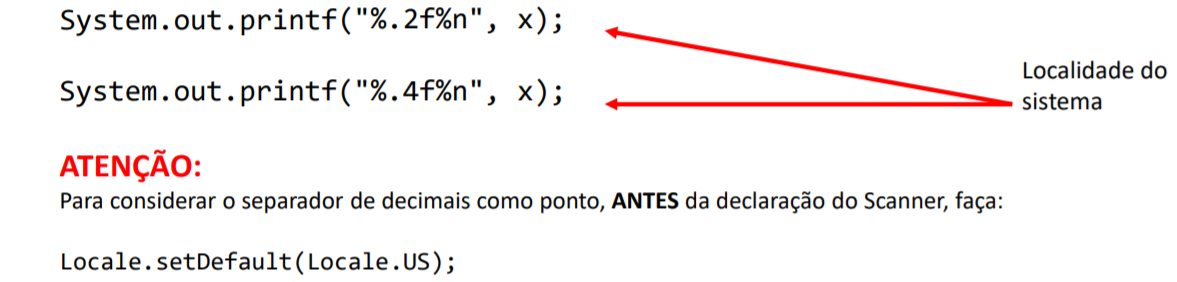 System.out.printf("%.2f%n", x);
System.out.printf("%.4f%n", x);
Localidade do
sistema
ATENÇÃO:
Para considerar o separador de decimais como ponto, ANTES da declaração do Scanner, faça:
Locale.setDefault(Locale.US);